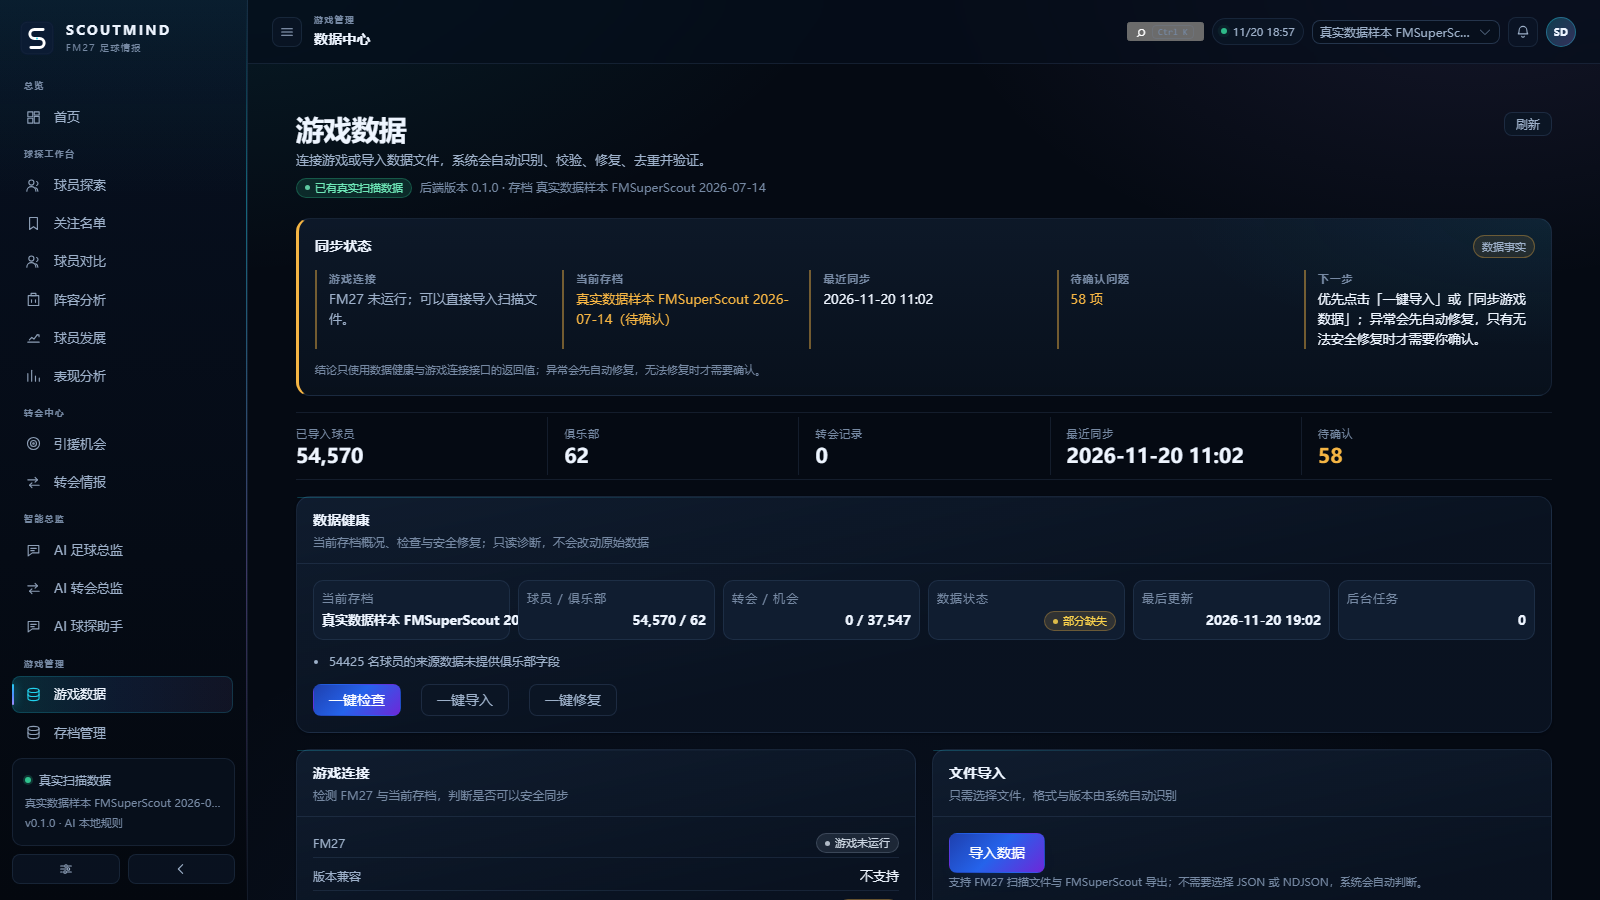 SCOUTMIND
FM27 足球情报
总览
首页
球探工作台
球员探索
关注名单
球员对比
阵容分析
球员发展
表现分析
转会中心
引援机会
转会情报
智能总监
AI 足球总监
AI 转会总监
AI 球探助手
游戏管理
游戏数据
存档管理
真实扫描数据
真实数据样本 FMSuperScout 2026-0...
v0.1.0 · AI 本地规则
游戏管理
数据中心
Ctrl K
11/20 18:57
真实数据样本 FMSuperSc...
SD
游戏数据
刷新
连接游戏或导入数据文件，系统会自动识别、校验、修复、去重并验证。
已有真实扫描数据 后端版本 0.1.0 · 存档 真实数据样本 FMSuperScout 2026-07-14
同步状态
数据事实
游戏连接
FM27 未运行；可以直接导入扫描文
件。
当前存档
真实数据样本 FMSuperScout 2026-
07-14（待确认）
最近同步
2026-11-20 11:02
待确认问题
58 项
下一步
优先点击「一键导入」或「同步游戏
数据」；异常会先自动修复，只有无
法安全修复时才需要你确认。
结论只使用数据健康与游戏连接接口的返回值；异常会先自动修复，无法修复时才需要确认。
已导入球员
54,570
俱乐部
62
转会记录
0
最近同步
2026-11-20 11:02
待确认
58
数据健康
当前存档概况、检查与安全修复；只读诊断，不会改动原始数据
当前存档
真实数据样本 FMSuperScout 20
球员 / 俱乐部
54,570 / 62
转会 / 机会
0 / 37,547
数据状态
部分缺失
最后更新
2026-11-20 19:02
后台任务
0
• 54425 名球员的来源数据未提供俱乐部字段
一键检查
一键导入
一键修复
游戏连接
检测 FM27 与当前存档，判断是否可以安全同步
FM27
游戏未运行
版本兼容
不支持
文件导入
只需选择文件，格式与版本由系统自动识别
导入数据
支持 FM27 扫描文件与 FMSuperScout 导出；不需要选择 JSON 或 NDJSON，系统会自动判断。